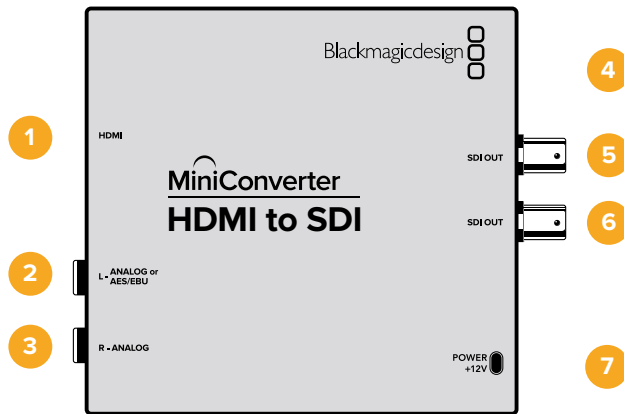 Blackmagicdesign
4
1
HDMI
SDI OUT
5
MiniConverter
HDMI to SDI
SDI OUT
6
2
L - ANALOG or
AES/EBU
3
R - ANALOG
POWER
+12V
7